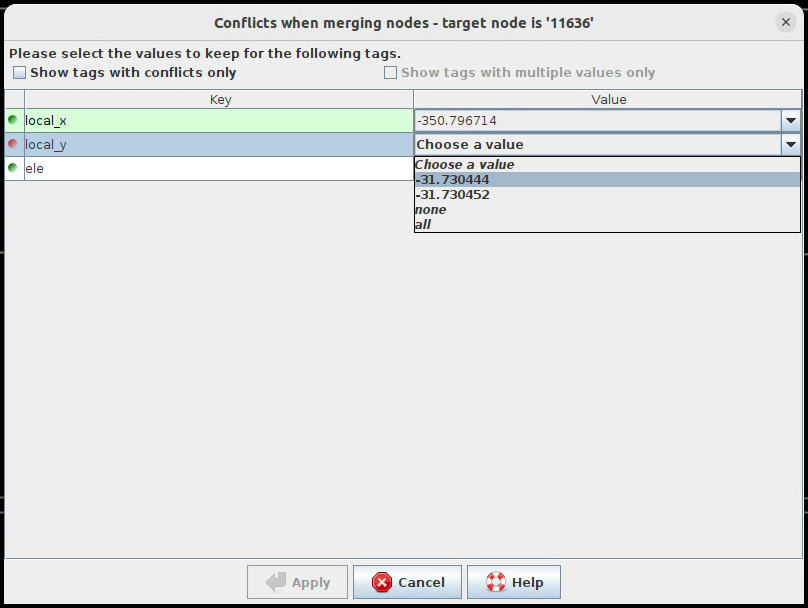 Conflicts when merging nodes - target node is '11636'
Please select the values to keep for the following tags.
Show tags with conflicts only
Show tags with multiple values only
Key
Value
local_x
-350.796714
local_y
Choose a value
Choose a value
ele
-31.730444
-31.730452
none
all
Apply
Cancel
Help